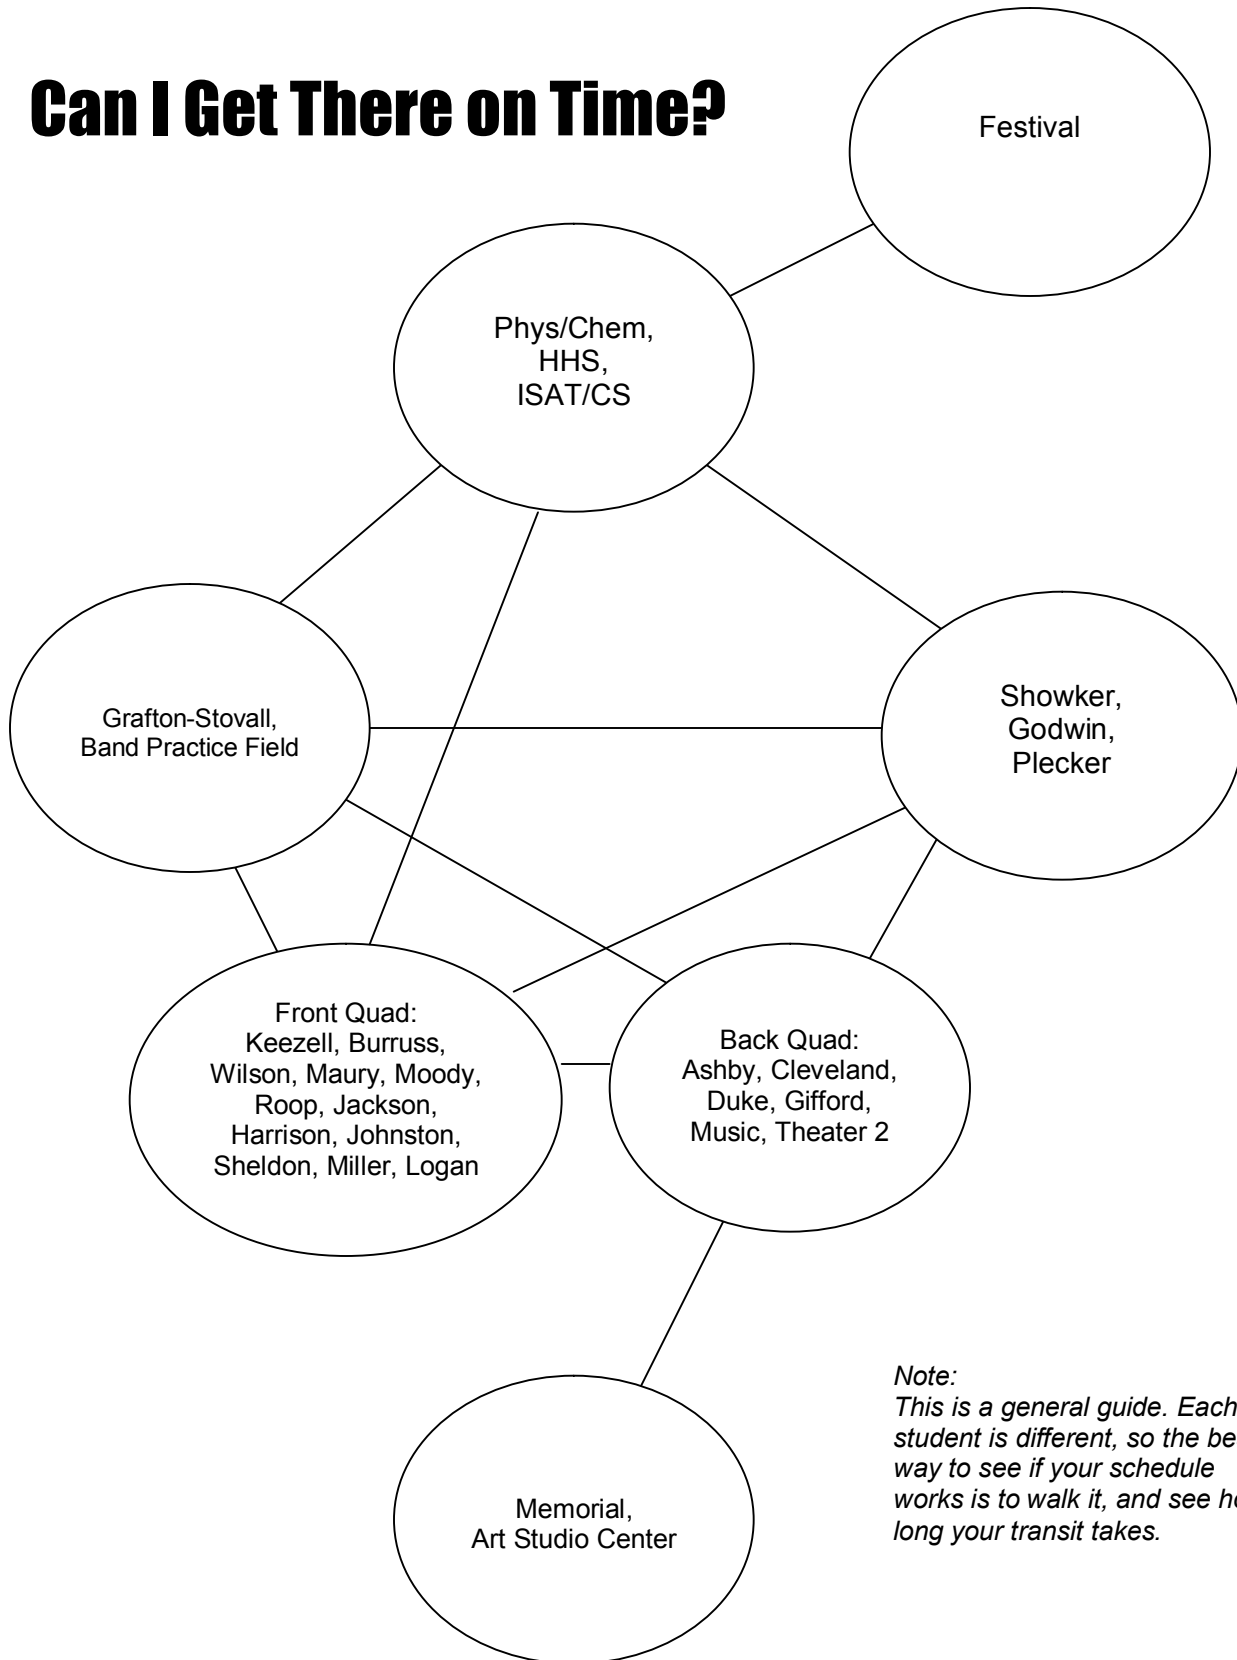 Can I Get There on Time?
Festival
Phys/Chem,
HHS,
ISAT/CS
Grafton-Stovall,
Band Practice Field
Showker,
Godwin,
Plecker
Front Quad:
Keezell, Burruss,
Wilson, Maury, Moody,
Roop, Jackson,
Harrison, Johnston,
Sheldon, Miller, Logan
Back Quad:
Ashby, Cleveland,
Duke, Gifford,
Music, Theater 2
Memorial,
Art Studio Center
Note:
This is a general guide. Each
student is different, so the
way to see if your schedule
works is to walk it, and see
long your transit takes.